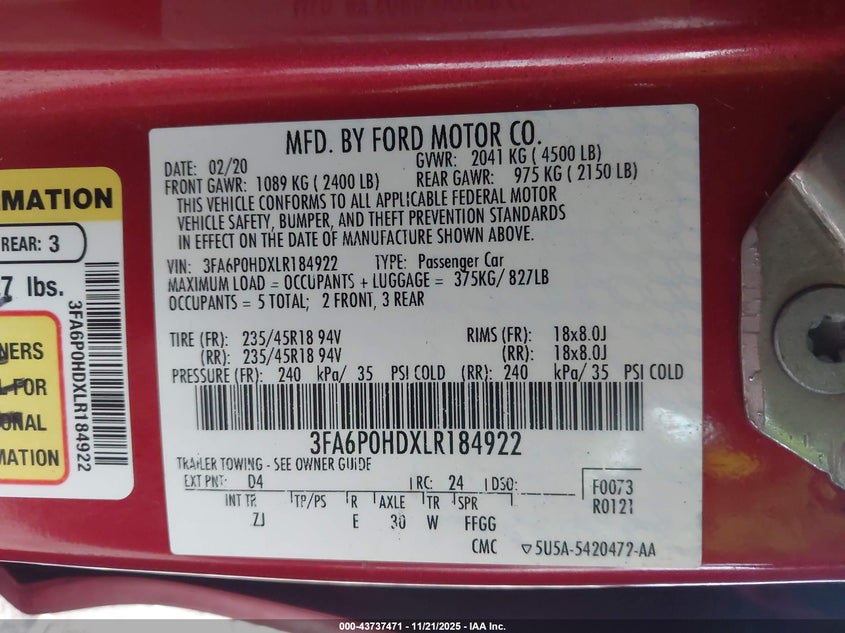 MFD. BY FORD MOTOR CO.
DATE: 02/20 GVWR: 2041 KG ( 4500 LB)
FRONT GAWR: 1089 KG ( 2400 LB) REAR GAWR: 975 KG ( 2150 LB)
THIS VEHICLE CONFORMS TO ALL APPLICABLE FEDERAL MOTOR
VEHICLE SAFETY, BUMPER, AND THEFT PREVENTION STANDARDS
IN EFFECT ON THE DATE OF MANUFACTURE SHOWN ABOVE.
VIN: 3FA6P0HDXLR184922 TYPE: Passenger Car
MAXIMUM LOAD = OCCUPANTS + LUGGAGE = 375KG/ 827LB
OCCUPANTS = 5 TOTAL; 2 FRONT, 3 REAR
TIRE (FR): 235/45R18 94V RIMS (FR): 18x8.0J
(RR): 235/45R18 94V (RR): 18x8.0J
PRESSURE (FR): 240 kPa/ 35 PSI COLD (RR): 240 kPa/ 35 PSI COLD
3FA6P0HDXLR184922
TRAILER TOWING - SEE OWNER GUIDE
EXT PNT: D4 RC: 24 DSO: F0073
INT TR TP/PS R AXLE TR SPR R0121
ZJ E 30 W FFGG
CMC ▽5U5A-5420472-AA
MATION
REAR: 3
7 lbs.
3FA6P0HDXLR184922
NERS
FOR
ONAL
MATION
000-43737471 - 11/21/2025 - IAA Inc.